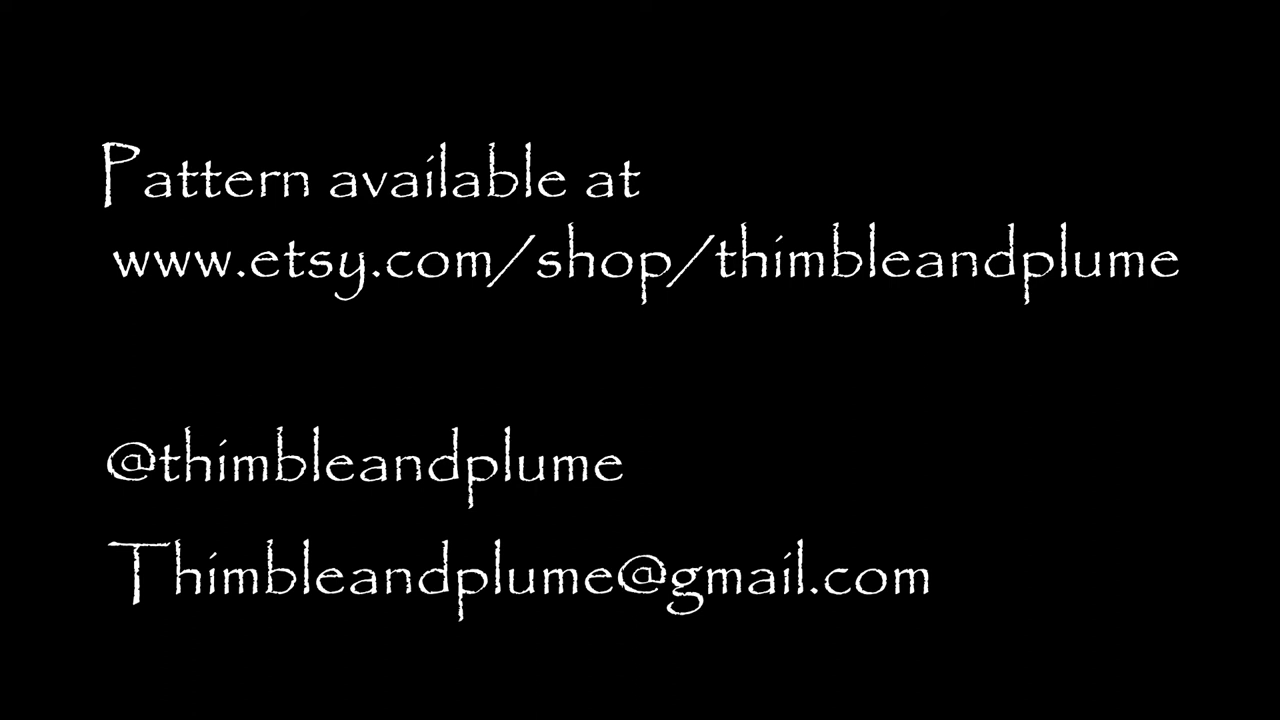 Pattern available at
www.etsy.com/shop/thimbleandplume
@thimbleandplume
Thimbleandplume@gmail.com